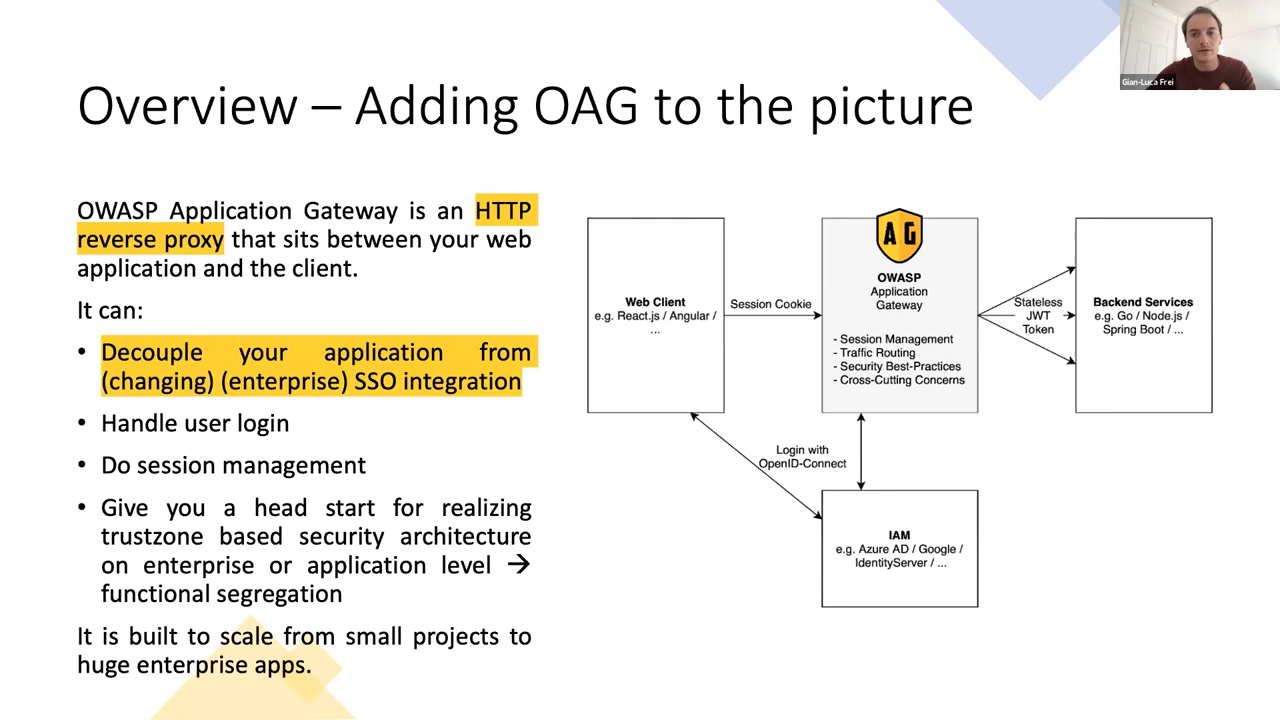 Gian-Luca Frei
Overview – Adding OAG to the picture
OWASP Application Gateway is an HTTP
reverse proxy that sits between your web
application and the client.
It can:
• Decouple your application from
(changing) (enterprise) SSO integration
• Handle user login
• Do session management
• Give you a head start for realizing
trustzone based security architecture
on enterprise or application level →
functional segregation
It is built to scale from small projects to
huge enterprise apps.
Web Client
e.g. React.js / Angular /
...
Session Cookie
AG
OWASP
Application
Gateway
- Session Management
- Traffic Routing
- Security Best-Practices
- Cross-Cutting Concerns
Stateless
JWT
Token
Backend Services
e.g. Go / Node.js /
Spring Boot / ...
Login with
OpenID-Connect
IAM
e.g. Azure AD / Google /
IdentityServer / ...